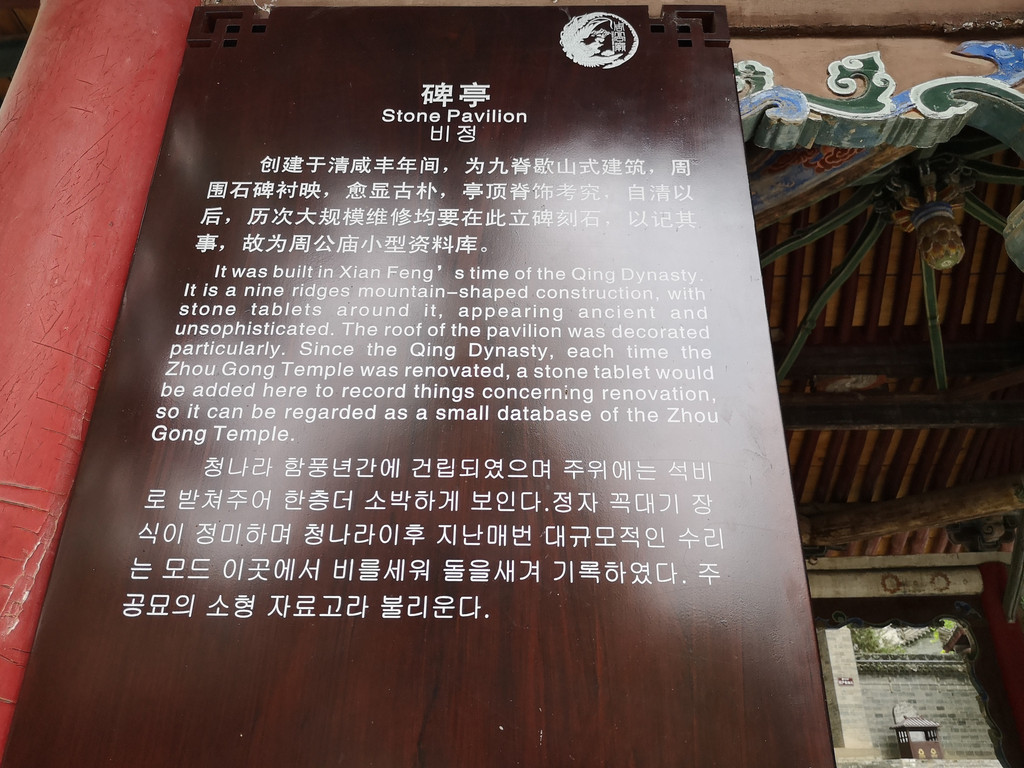 碑亭
Stone Pavilion
비정
创建于清咸丰年间，为九脊歇山式建筑，周
围石碑衬映，愈显古朴，亭顶脊饰考究，自清以
后，历次大规模维修均要在此立碑刻石，以记其
事，故为周公庙小型资料库。
It was built in Xian Feng's time of the Qing Dynasty.
It is a nine ridges mountain-shaped construction, with
stone tablets around it, appearing ancient and
unsophisticated. The roof of the pavilion was decorated
particularly. Since the Qing Dynasty, each time the
Zhou Gong Temple was renovated, a stone tablet would
be added here to record things concerning renovation,
so it can be regarded as a small database of the Zhou
Gong Temple.
청나라 함풍년간에 건립되였으며 주위에는 석비
로 받쳐주어 한층더 소박하게 보인다.정자 꼭대기 장
식이 정미하며 청나라이후 지난매번 대규모적인 수리
는 모드 이곳에서 비를세워 돌을새겨 기록하였다. 주
공묘의 소형 자료고라 불리운다.